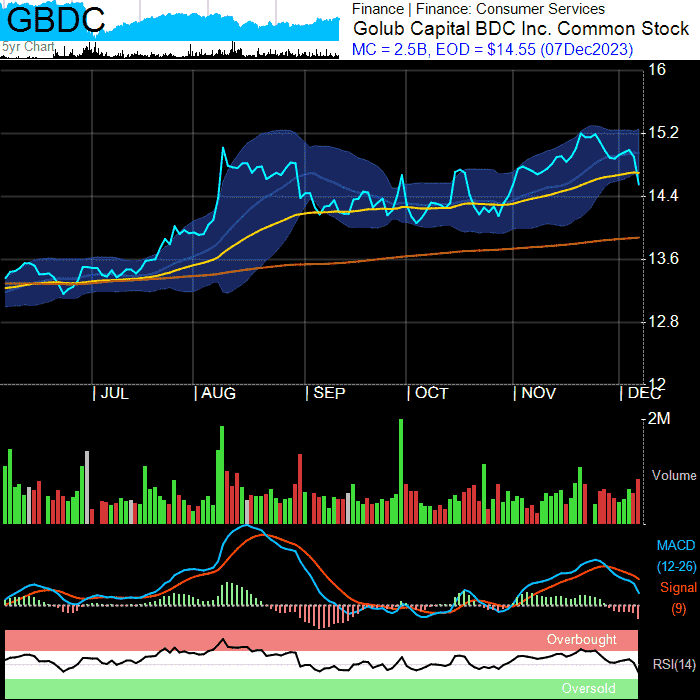 GBDC
5yr Chart
Finance | Finance: Consumer Services
Golub Capital BDC Inc. Common Stock
MC = 2.5B, EOD = $14.55 (07Dec2023)
16
15.2
14.4
13.6
12.8
12
JUL
AUG
SEP
OCT
NOV
DEC
2M
Volume
MACD
(12-26)
Signal
(9)
Overbought
RSI(14)
Oversold